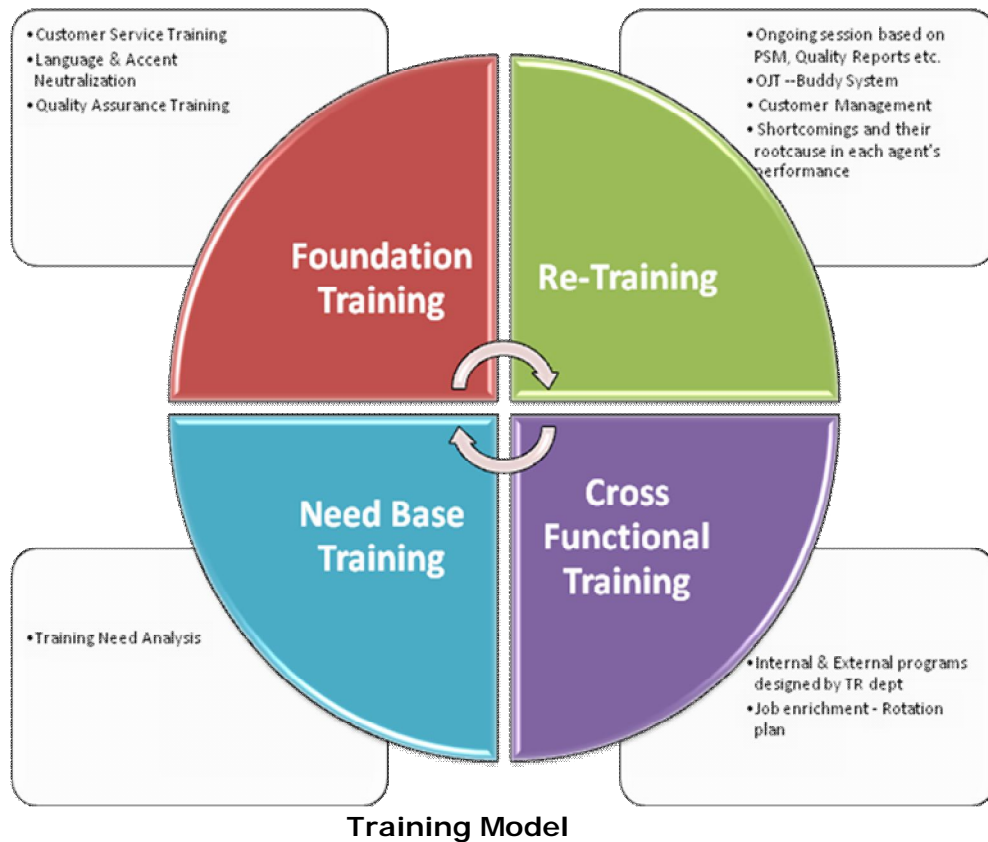 •Customer Service Training
•Language & Accent
Neutralization
•Quality Assurance Training
•Ongoing session based on
PSM, Quality Reports etc.
•OJT --Buddy System
• Customer Management
• Shortcomings and their
rootcause in each agent's
performance
Foundation
Training
Re-Training
Need Base
Training
Cross
Functional
Training
•Training Need Analysis
•Internal & External programs
designed by TR dept
•Job enrichment - Rotation
plan
Training Model